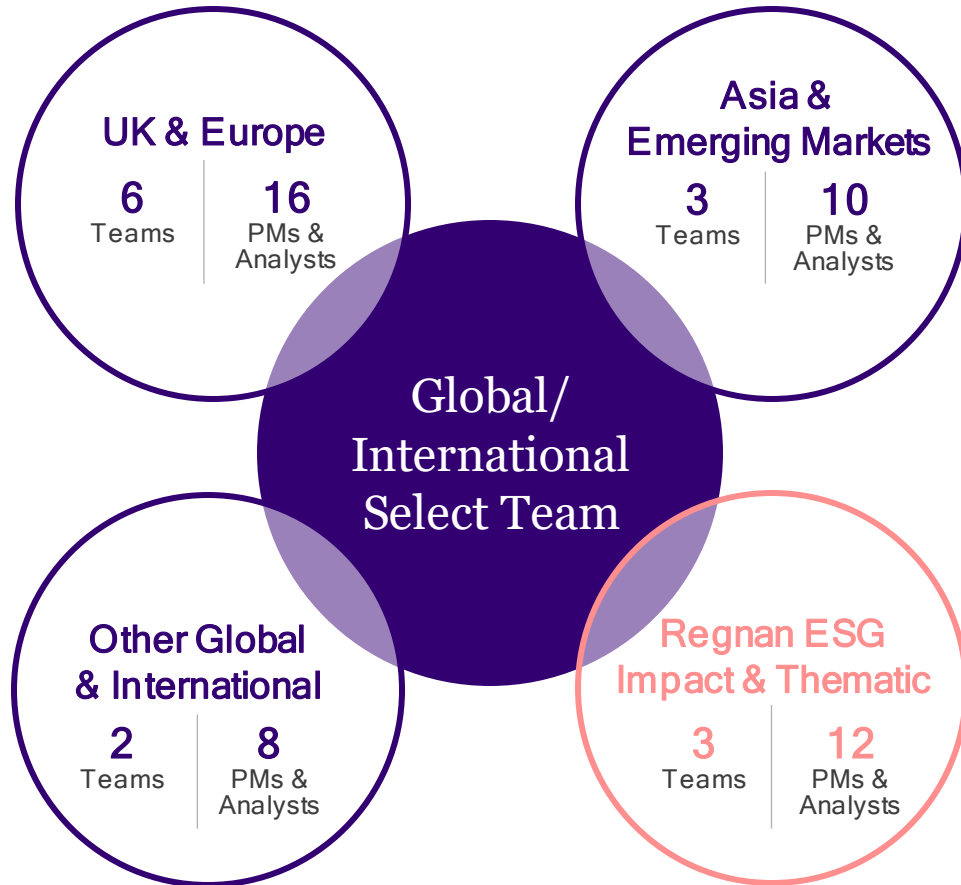 UK & Europe
6
Teams
16
PMs &
Analysts
Asia &
Emerging Markets
3
Teams
10
PMs &
Analysts
Global/
International
Select Team
Other Global
& International
2
Teams
8
PMs &
Analysts
Regnan ESG
Impact & Thematic
3
Teams
12
PMs &
Analysts